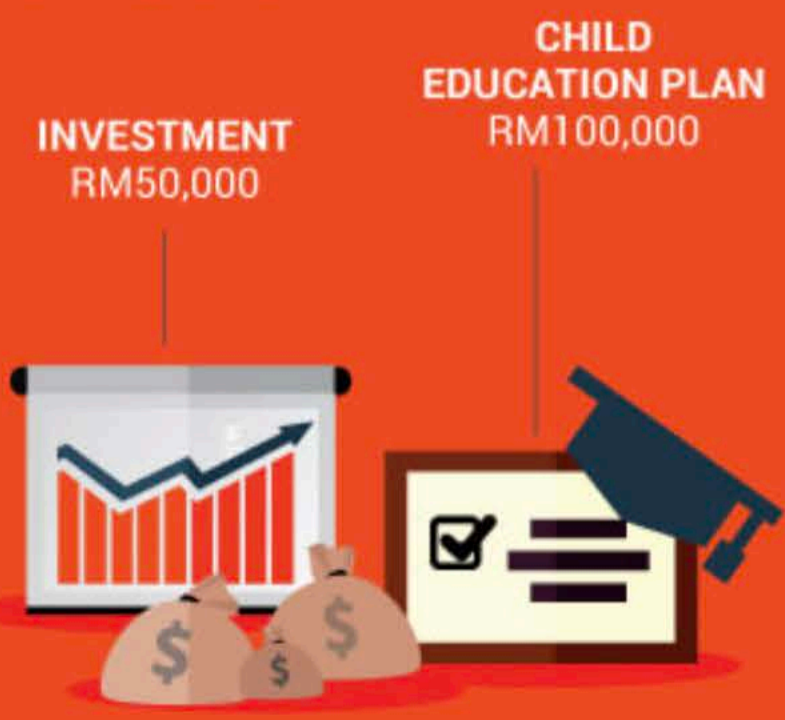 INVESTMENT
RM50,000
CHILD
EDUCATION PLAN
RM100,000
$
$
$